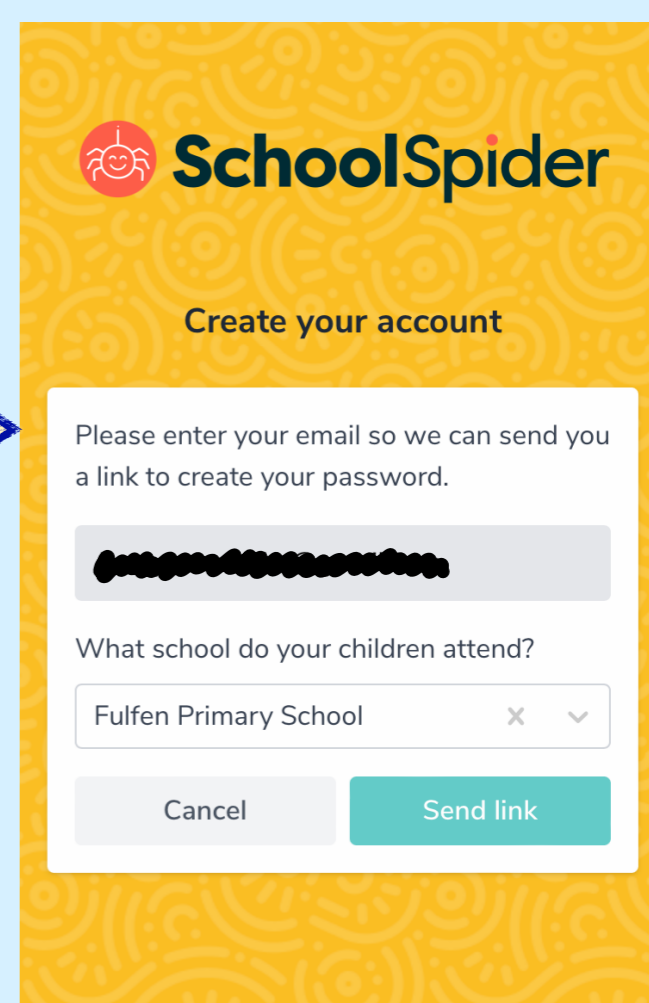 SchoolSpider
Create your account
Please enter your email so we can send you
a link to create your password.
What school do your children attend?
Fulfen Primary School
Cancel
Send link